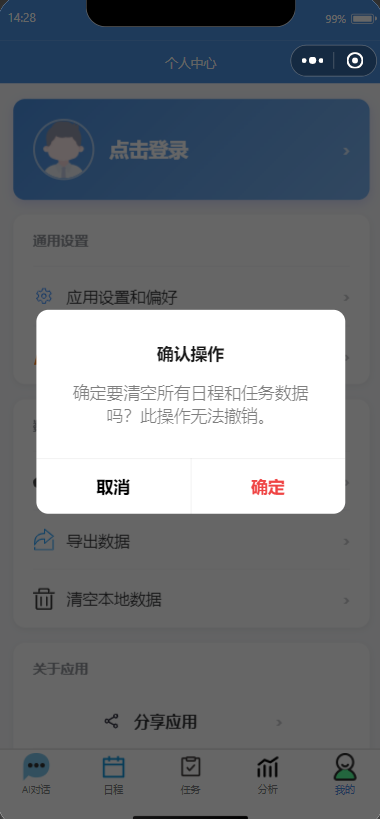 14:28
99%
个人中心
点击登录
通用设置
应用设置和偏好
确认操作
确定要清空所有日程和任务数据
吗？此操作无法撤销。
取消
确定
导出数据
清空本地数据
关于应用
分享应用
AI对话
日程
任务
分析
我的